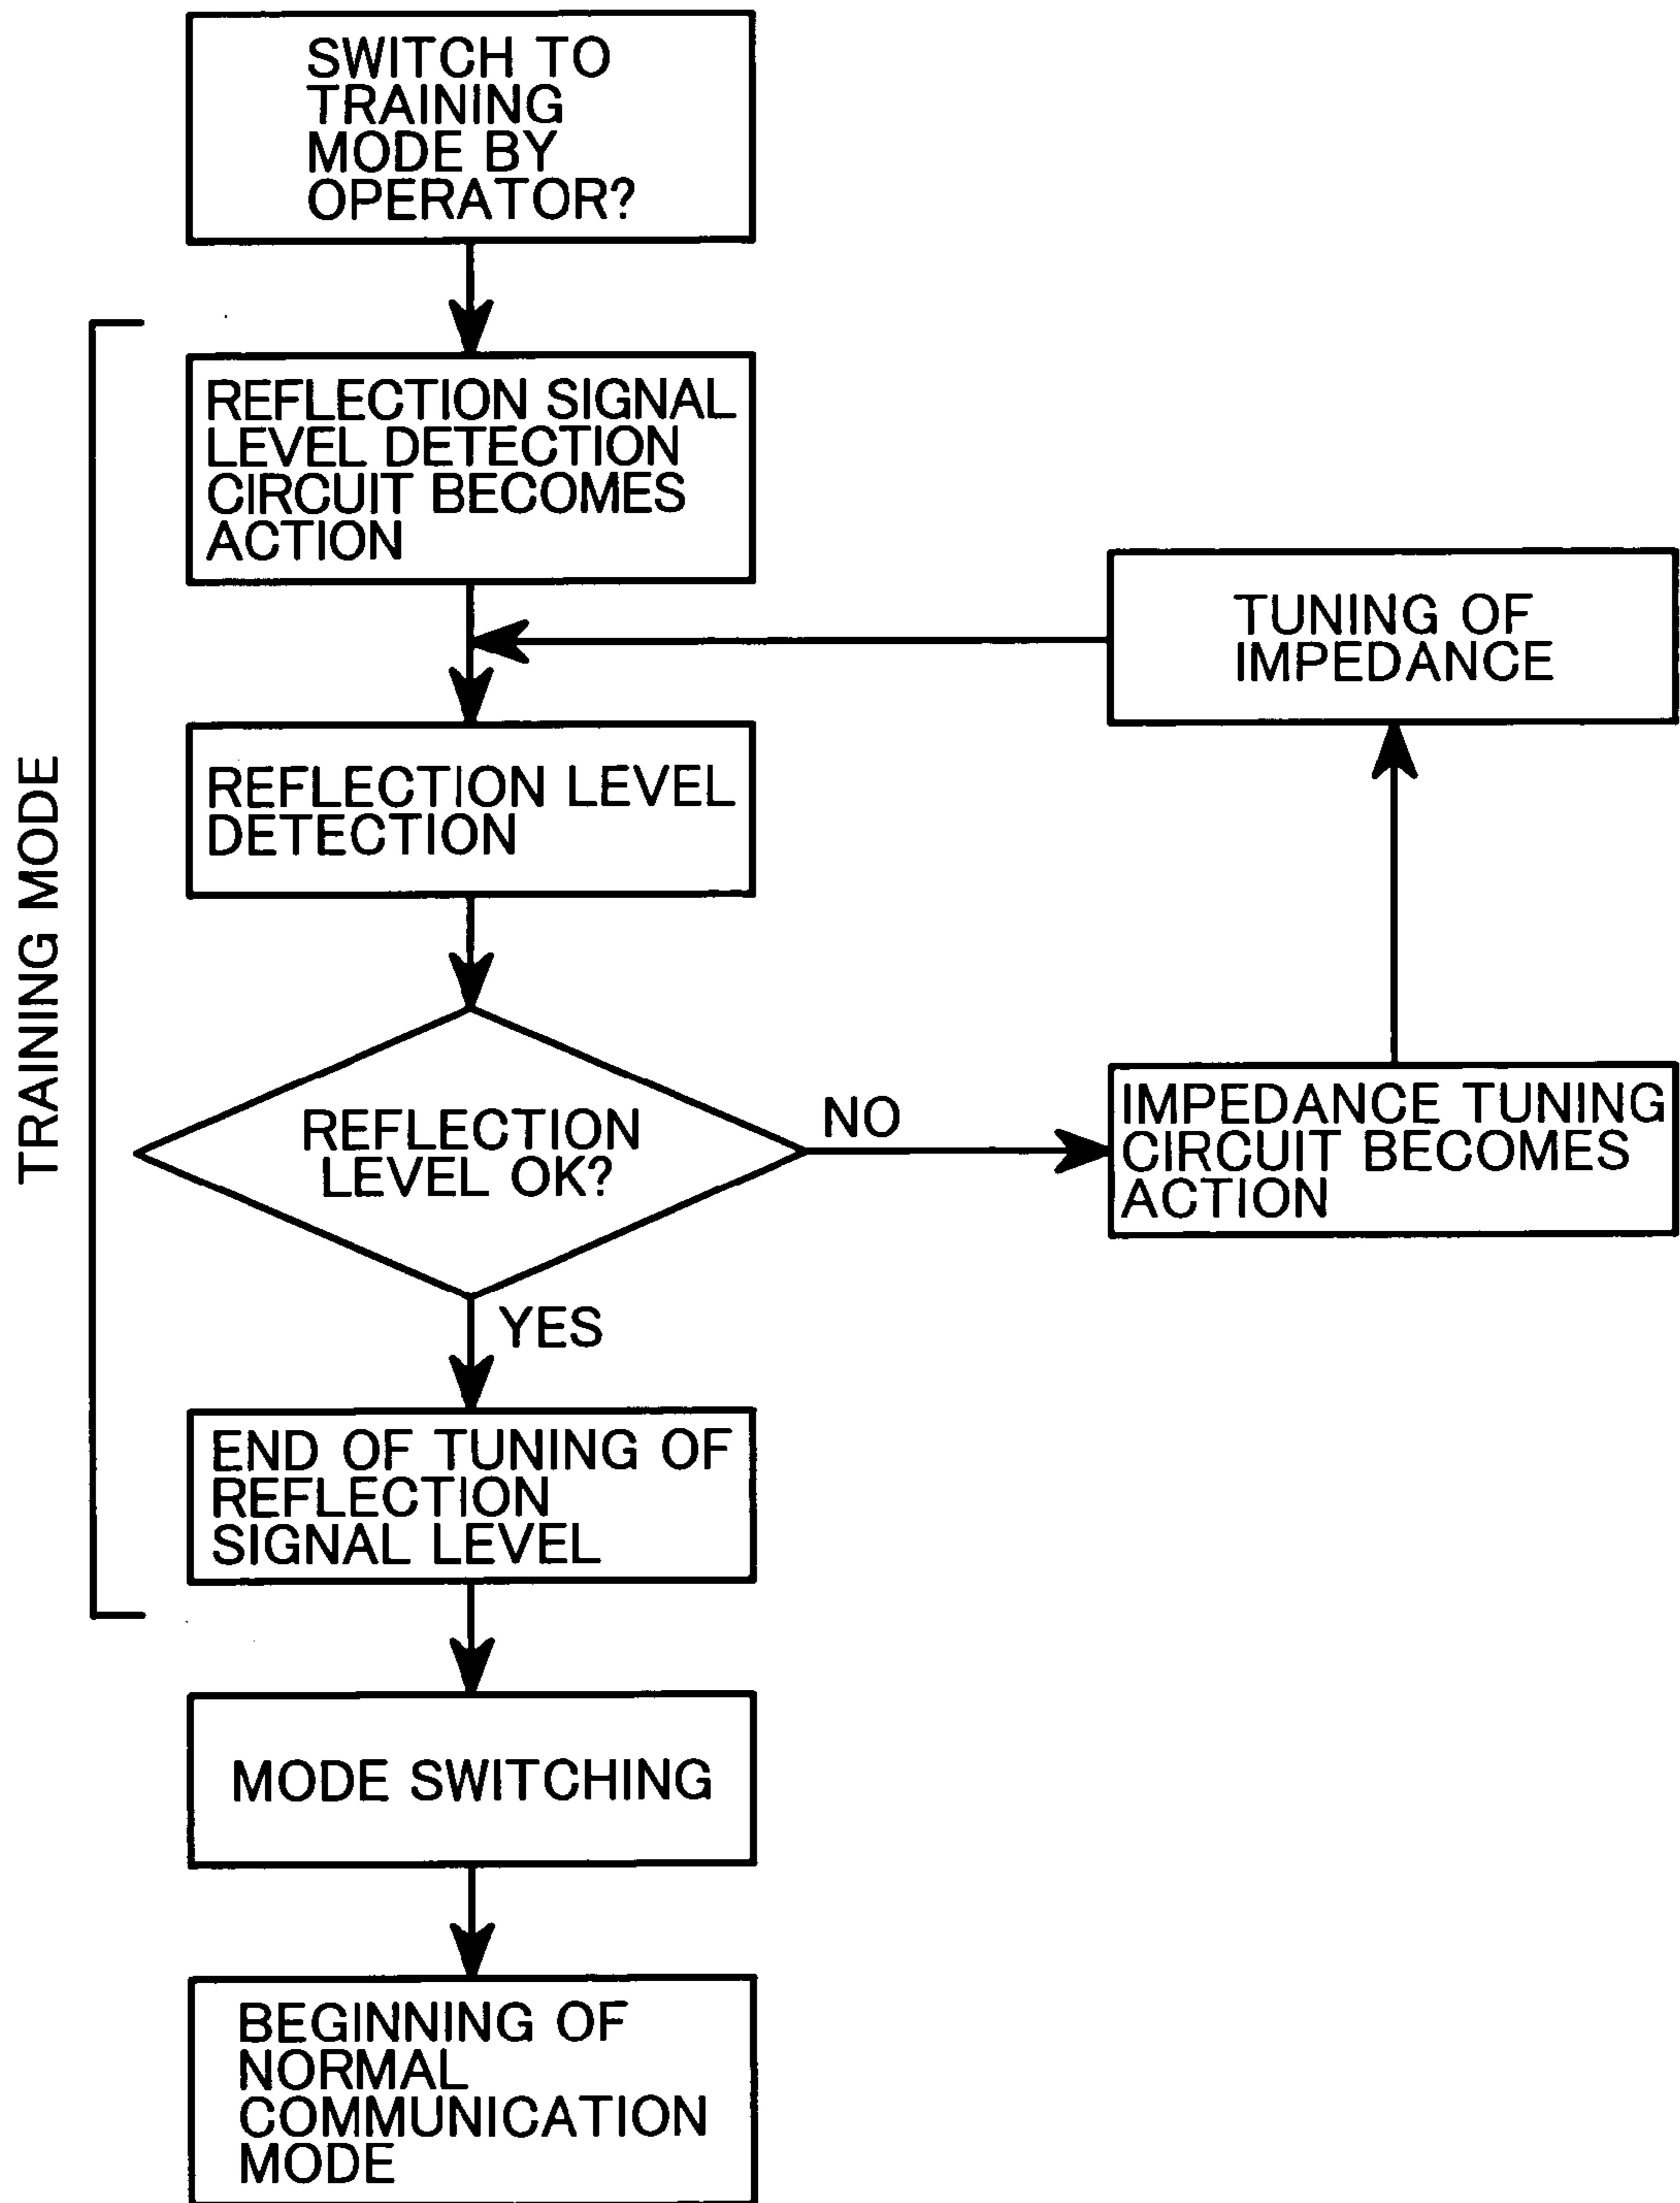 SWITCH TO
TRAINING
MODE BY
OPERATOR?
TRAINING MODE
REFLECTION SIGNAL
LEVEL DETECTION
CIRCUIT BECOMES
ACTION
TUNING OF
IMPEDANCE
REFLECTION LEVEL
DETECTION
REFLECTION
LEVEL OK?
NO
IMPEDANCE TUNING
CIRCUIT BECOMES
ACTION
YES
END OF TUNING OF
REFLECTION
SIGNAL LEVEL
MODE SWITCHING
BEGINNING OF
NORMAL
COMMUNICATION
MODE